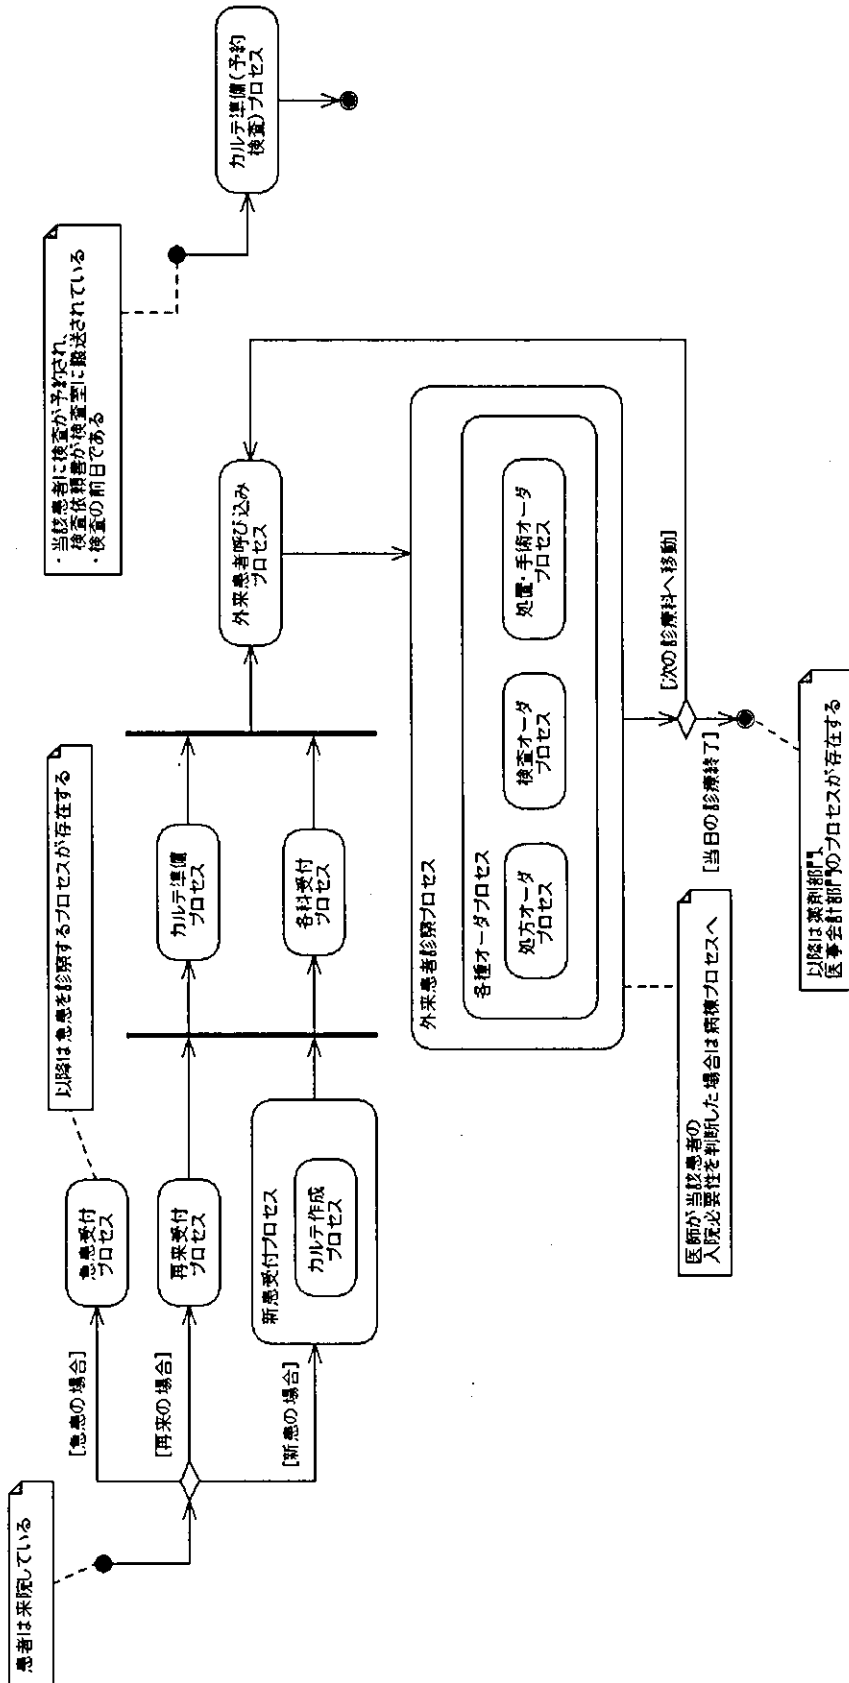 患者は来院している
[急患の場合]
[再来の場合]
[新患の場合]
急患受付
プロセス
再来受付
プロセス
新患受付プロセス
カルテ作成
プロセス
以降は急患を診察するプロセスが存在する
カルテ準備
プロセス
各科受付
プロセス
外来患者呼び込み
プロセス
・当該患者に検査が予約され、
検査依頼書が検査室に搬送されている
・検査の前日である
カルテ準備(予約
検査)プロセス
外来患者診察プロセス
各種オーダプロセス
処方オーダ
プロセス
検査オーダ
プロセス
処置・手術オーダ
プロセス
医師が当該患者の
入院必要性を判断した場合は病棟プロセスへ
[当日の診療終了]
[次の診療科へ移動]
以降は薬剤部門、
医事会計部門のプロセスが存在する